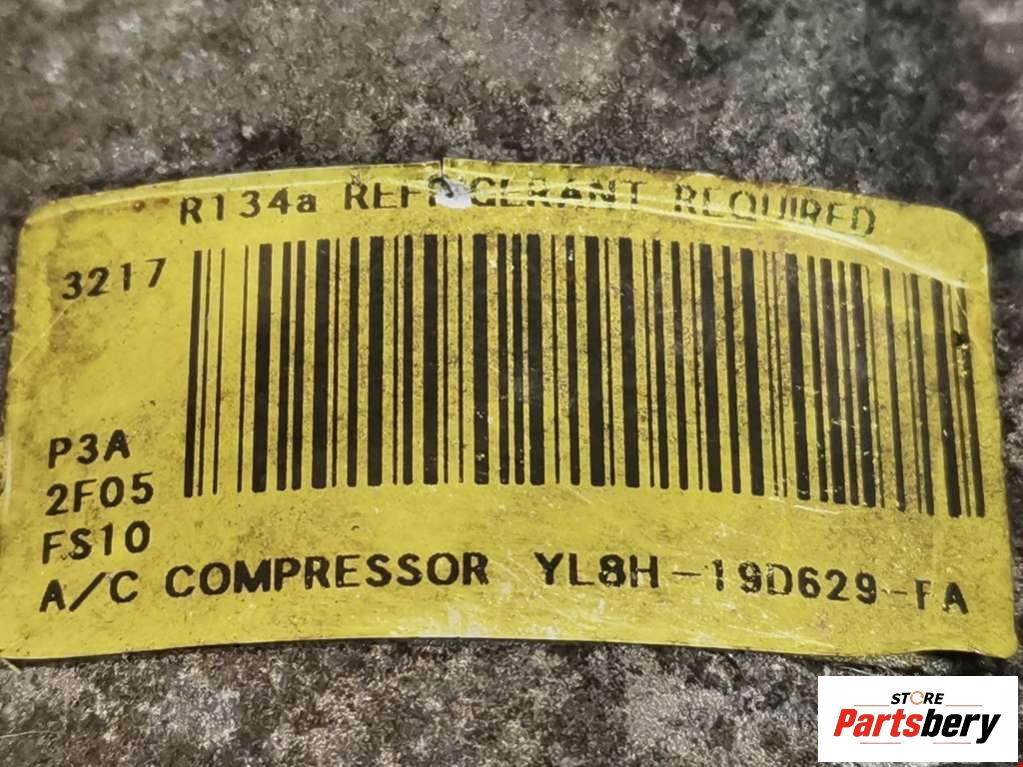 R134a REFRIGERANT REQUIRED
3217
P3A
2F05
FS10
A/C COMPRESSOR YL8H-19D629-FA
STORE
Partsbery